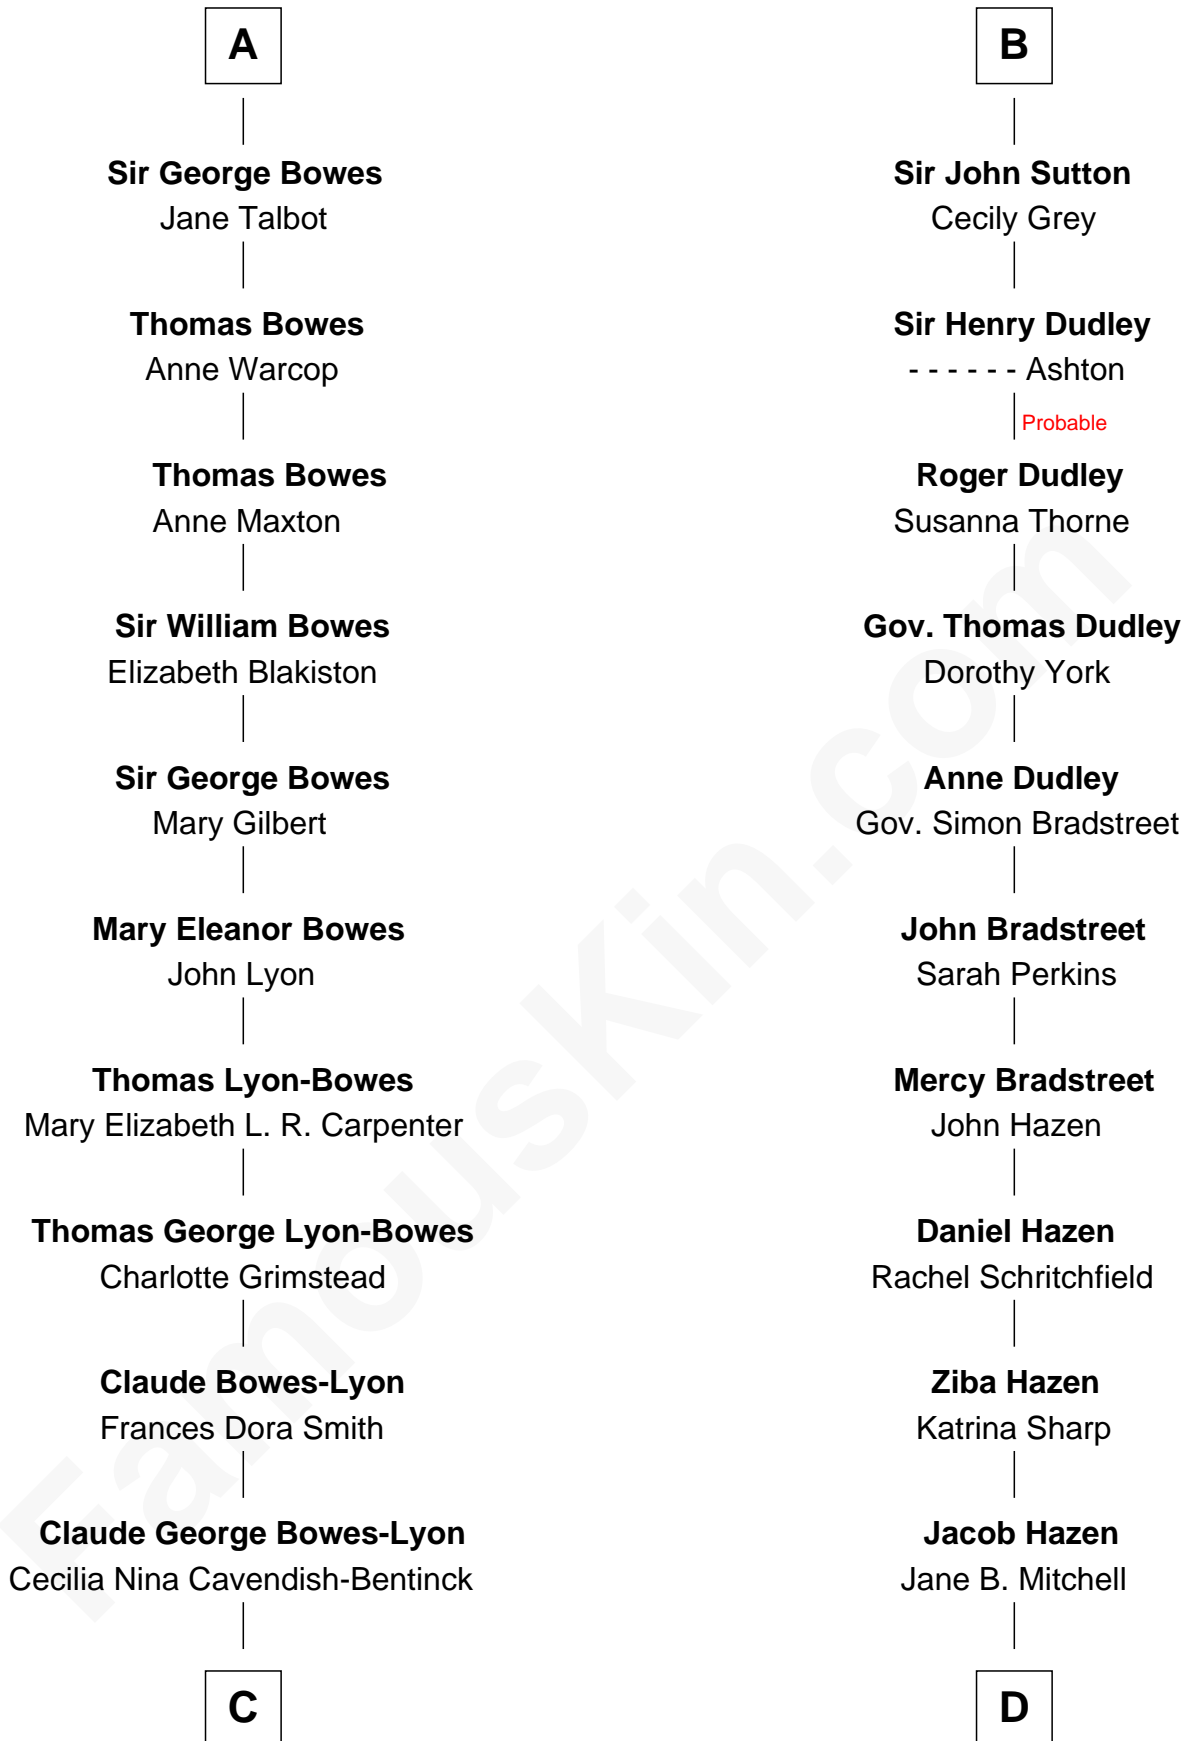 A
Sir George Bowes
Jane Talbot
Thomas Bowes
Anne Warcop
Thomas Bowes
Anne Maxton
Sir William Bowes
Elizabeth Blakiston
Sir George Bowes
Mary Gilbert
Mary Eleanor Bowes
John Lyon
Thomas Lyon-Bowes
Mary Elizabeth L. R. Carpenter
Thomas George Lyon-Bowes
Charlotte Grimstead
Claude Bowes-Lyon
Frances Dora Smith
Claude George Bowes-Lyon
Cecilia Nina Cavendish-Bentinck
C
B
Sir John Sutton
Cecily Grey
Sir Henry Dudley
- - - - - - Ashton
Probable
Roger Dudley
Susanna Thorne
Gov. Thomas Dudley
Dorothy York
Anne Dudley
Gov. Simon Bradstreet
John Bradstreet
Sarah Perkins
Mercy Bradstreet
John Hazen
Daniel Hazen
Rachel Schritchfield
Ziba Hazen
Katrina Sharp
Jacob Hazen
Jane B. Mitchell
D
FamousKin.com